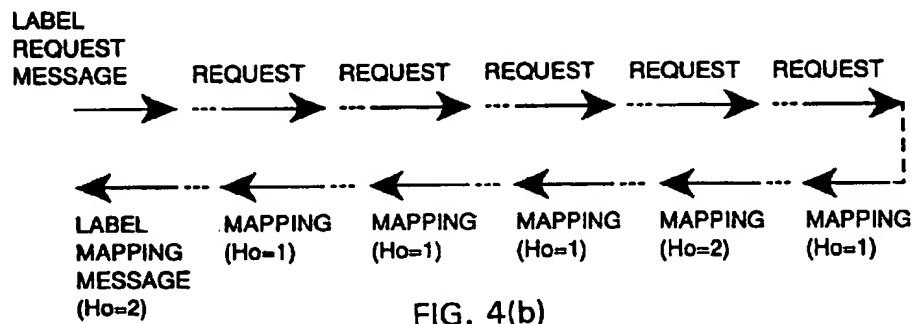 LABEL
REQUEST
MESSAGE
REQUEST REQUEST REQUEST REQUEST REQUEST
LABEL
MAPPING
MESSAGE
(Ho=2)
MAPPING
(Ho=1)
MAPPING
(Ho=1)
MAPPING
(Ho=1)
MAPPING
(Ho=2)
MAPPING
(Ho=1)
FIG. 4(b)